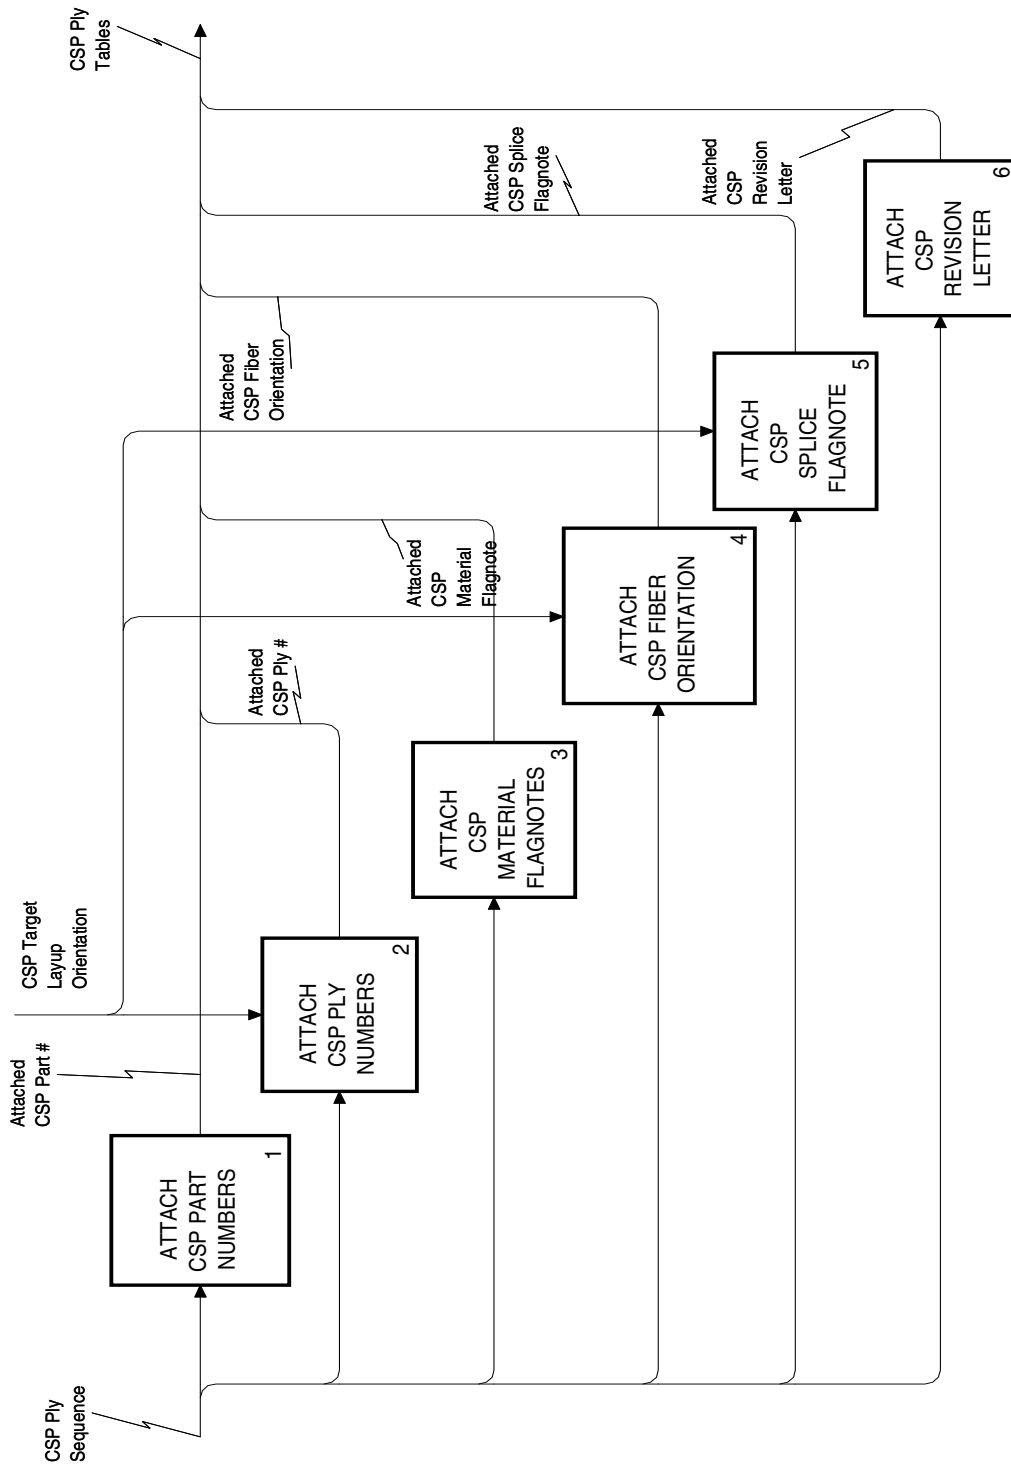 CSP Ply
Sequence
ATTACH
CSP PART
NUMBERS
1
Attached
CSP Part #
CSP Target
Layup
Orientation
ATTACH
CSP PLY
NUMBERS
2
Attached
CSP Ply #
ATTACH
CSP
MATERIAL
FLAGNOTES
3
Attached
CSP
Material
Flagnote
ATTACH
CSP FIBER
ORIENTATION
4
Attached
CSP Fiber
Orientation
ATTACH
CSP
SPLICE
FLAGNOTE
5
Attached
CSP Splice
Flagnote
ATTACH
CSP
REVISION
LETTER
6
Attached
CSP
Revision
Letter
CSP Ply
Tables